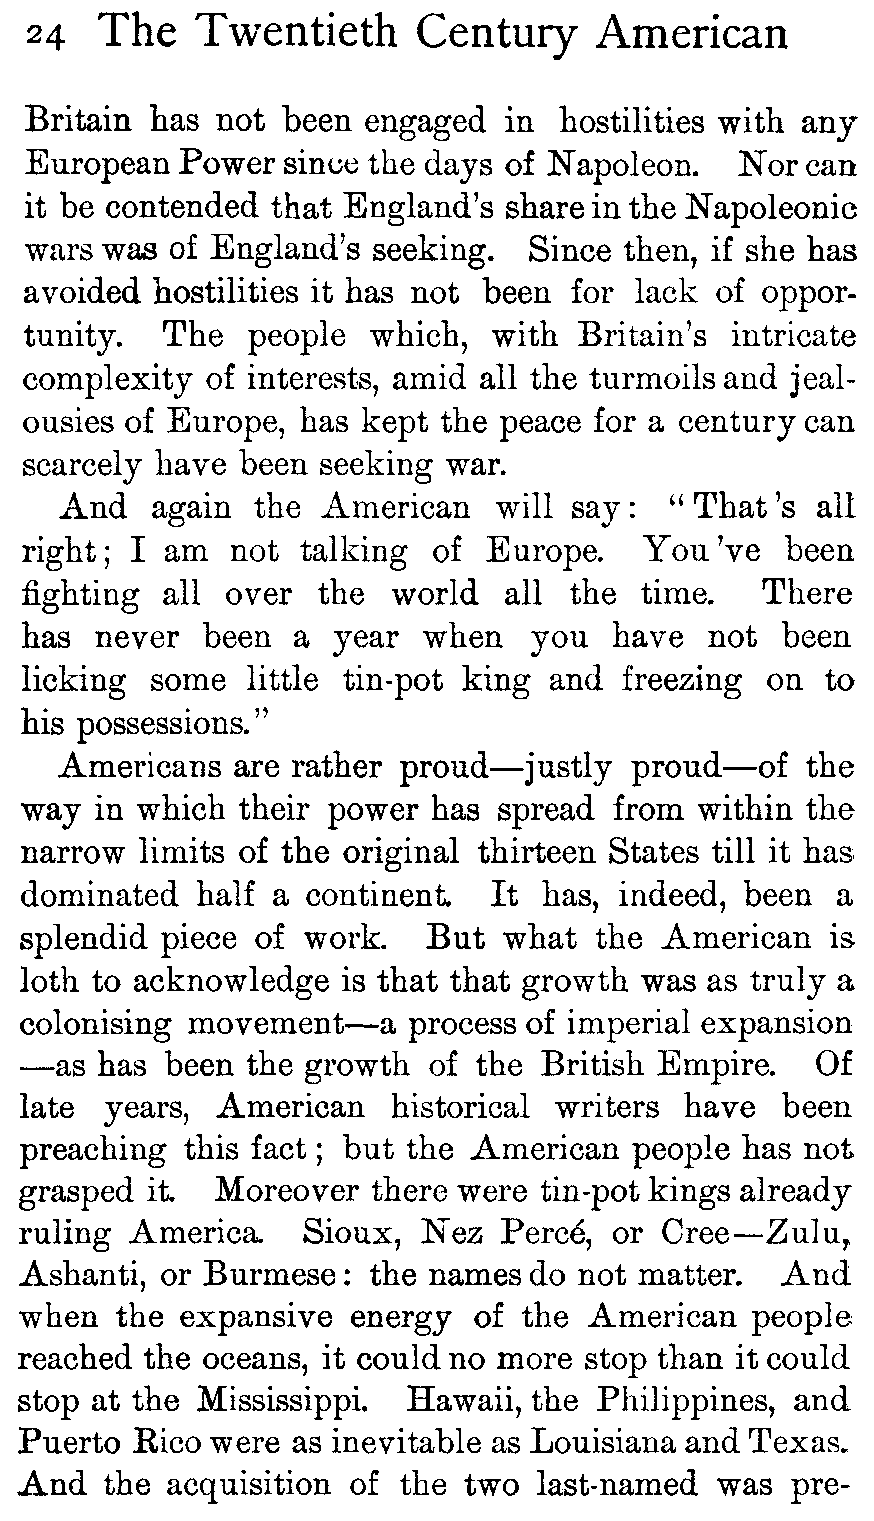 24 The Twentieth Century American
Britain has not been engaged in hostilities with any
European Power since the days of Napoleon. Nor can
it be contended that England's share in the Napoleonic
wars was of England's seeking. Since then, if she has
avoided hostilities it has not been for lack of oppor-
tunity. The people which, with Britain's intricate
complexity of interests, amid all the turmoils and jeal-
ousies of Europe, has kept the peace for a century can
scarcely have been seeking war.
And again the American will say: "That's all
right; I am not talking of Europe. You've been
fighting all over the world all the time. There
has never been a year when you have not been
licking some little tin-pot king and freezing on to
his possessions."
Americans are rather proud—justly proud—of the
way in which their power has spread from within the
narrow limits of the original thirteen States till it has
dominated half a continent. It has, indeed, been a
splendid piece of work. But what the American is
loth to acknowledge is that that growth was as truly a
colonising movement—a process of imperial expansion
—as has been the growth of the British Empire. Of
late years, American historical writers have been
preaching this fact; but the American people has not
grasped it. Moreover there were tin-pot kings already
ruling America. Sioux, Nez Percé, or Cree—Zulu,
Ashanti, or Burmese: the names do not matter. And
when the expansive energy of the American people
reached the oceans, it could no more stop than it could
stop at the Mississippi. Hawaii, the Philippines, and
Puerto Rico were as inevitable as Louisiana and Texas.
And the acquisition of the two last-named was pre-